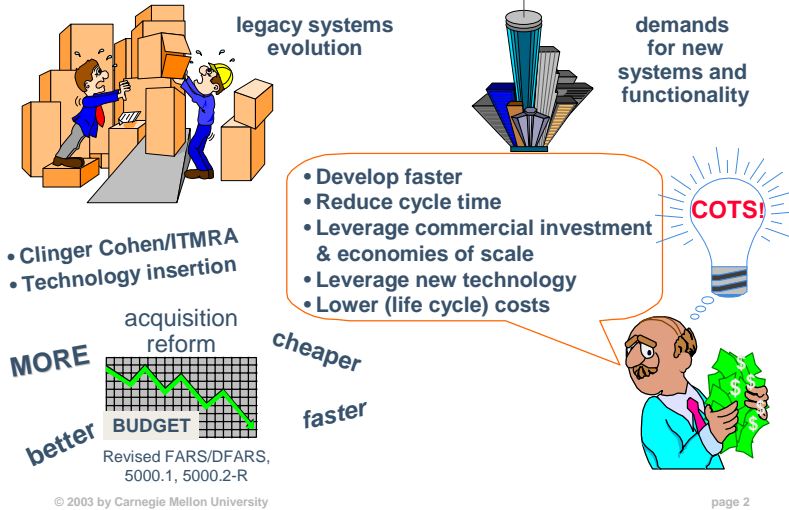 legacy systems
evolution
demands
for new
systems and
functionality
• Develop faster
• Reduce cycle time
• Leverage commercial investment
& economies of scale
• Leverage new technology
• Lower (life cycle) costs
COTS!
• Clinger Cohen/ITMRA
• Technology insertion
acquisition
reform
MORE
cheaper
better
faster
BUDGET
Revised FARS/DFARS,
5000.1, 5000.2-R
$
$
$
$
$
© 2003 by Carnegie Mellon University
page 2